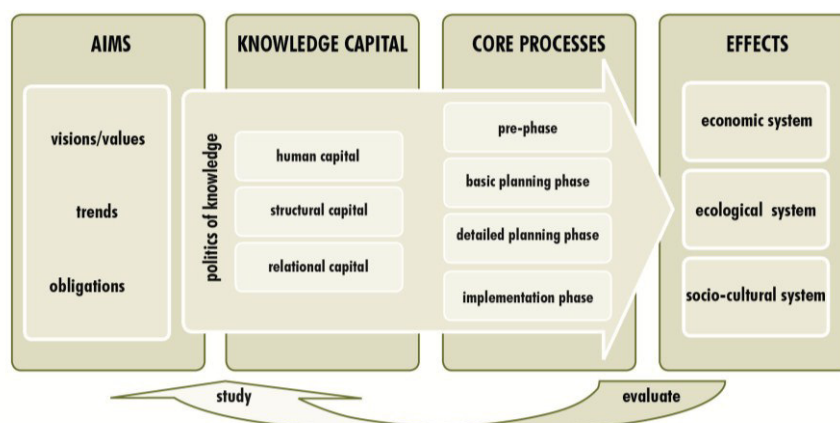 AIMS
KNOWLEDGE CAPITAL
CORE PROCESSES
EFFECTS
visions/values
trends
obligations
politics of knowledge
human capital
structural capital
relational capital
pre-phase
basic planning phase
detailed planning phase
implementation phase
economic system
ecological system
socio-cultural system
study
evaluate